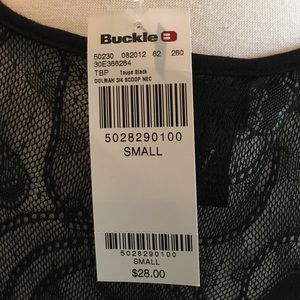 Buckle B
50230 082012 62 260
30E366264
TBP Taupe Black
DOLMAN 3/4 SCOOP NEC
5028290100
SMALL
5028290100
SMALL
$28.00